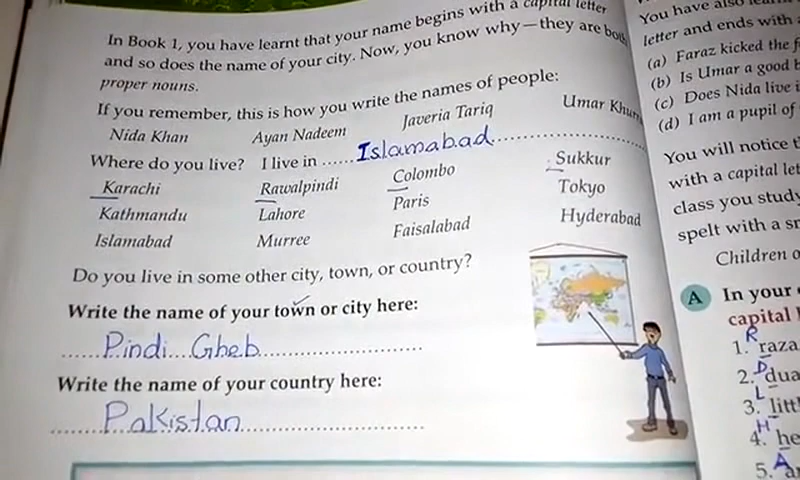 In Book 1, you have learnt that your name begins with a capital letter
and so does the name of your city. Now, you know why—they are both
proper nouns.
If you remember, this is how you write the names of people:
Nida Khan Ayan Nadeem Javeria Tariq Umar Khurr
Where do you live? I live in ...... Islamabad ..............................
Karachi Rawalpindi Colombo Sukkur
Kathmandu Lahore Paris Tokyo
Islamabad Murree Faisalabad Hyderabad
Do you live in some other city, town, or country?
Write the name of your town or city here:
...... Pindi Gheb ..............................
Write the name of your country here:
...... Pakistan ..............................
You have also lea
letter and ends with a
(a) Faraz kicked the f
(b) Is Umar a good b
(c) Does Nida live i
(d) I am a pupil of
You will notice t
with a capital let
class you study
spelt with a sm
Children o
A In your
capital l
1. R raza
2. D dua
3. L littl
4. H he
5. A